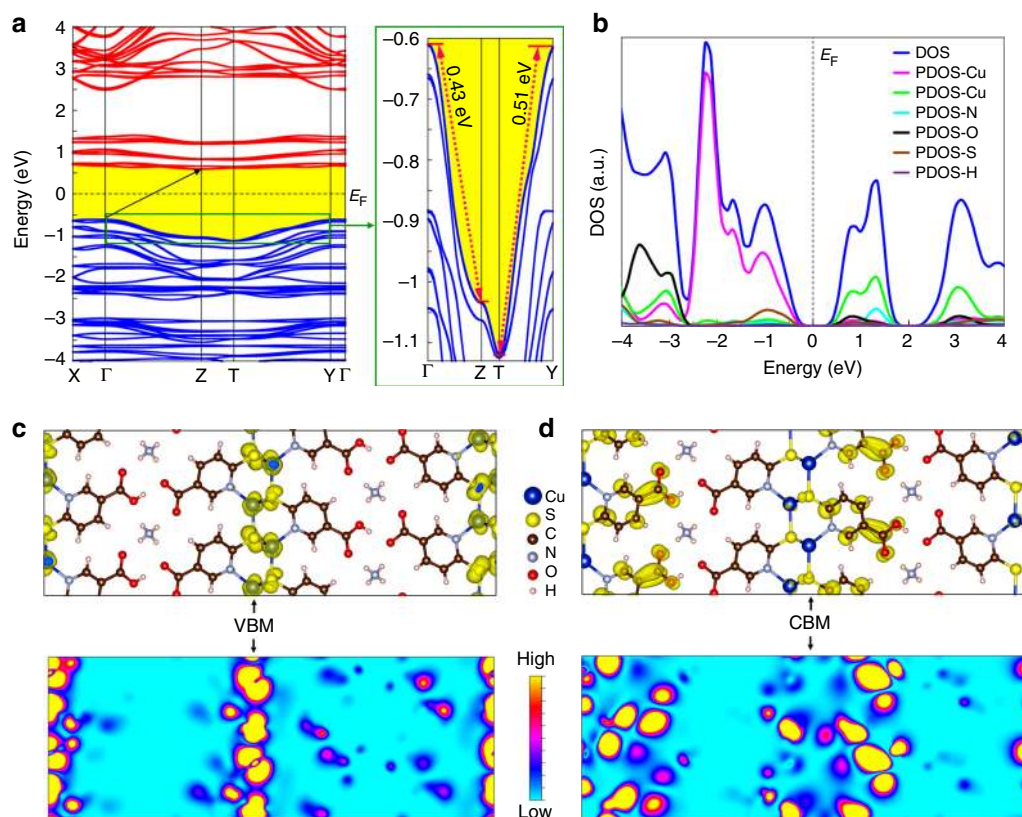 a
4
3
2
1
0
−1
−2
−3
−4
Energy (eV)
X Γ Z T Y Γ
E_F
−0.6
−0.7
−0.8
−0.9
−1
−1.1
0.43 eV
0.51 eV
Γ Z T Y
b
DOS (a.u.)
E_F
DOS
PDOS-Cu
PDOS-Cu
PDOS-N
PDOS-O
PDOS-S
PDOS-H
−4 −3 −2 −1 0 1 2 3 4
Energy (eV)
c
Cu
S
C
N
O
H
VBM
High
Low
d
CBM